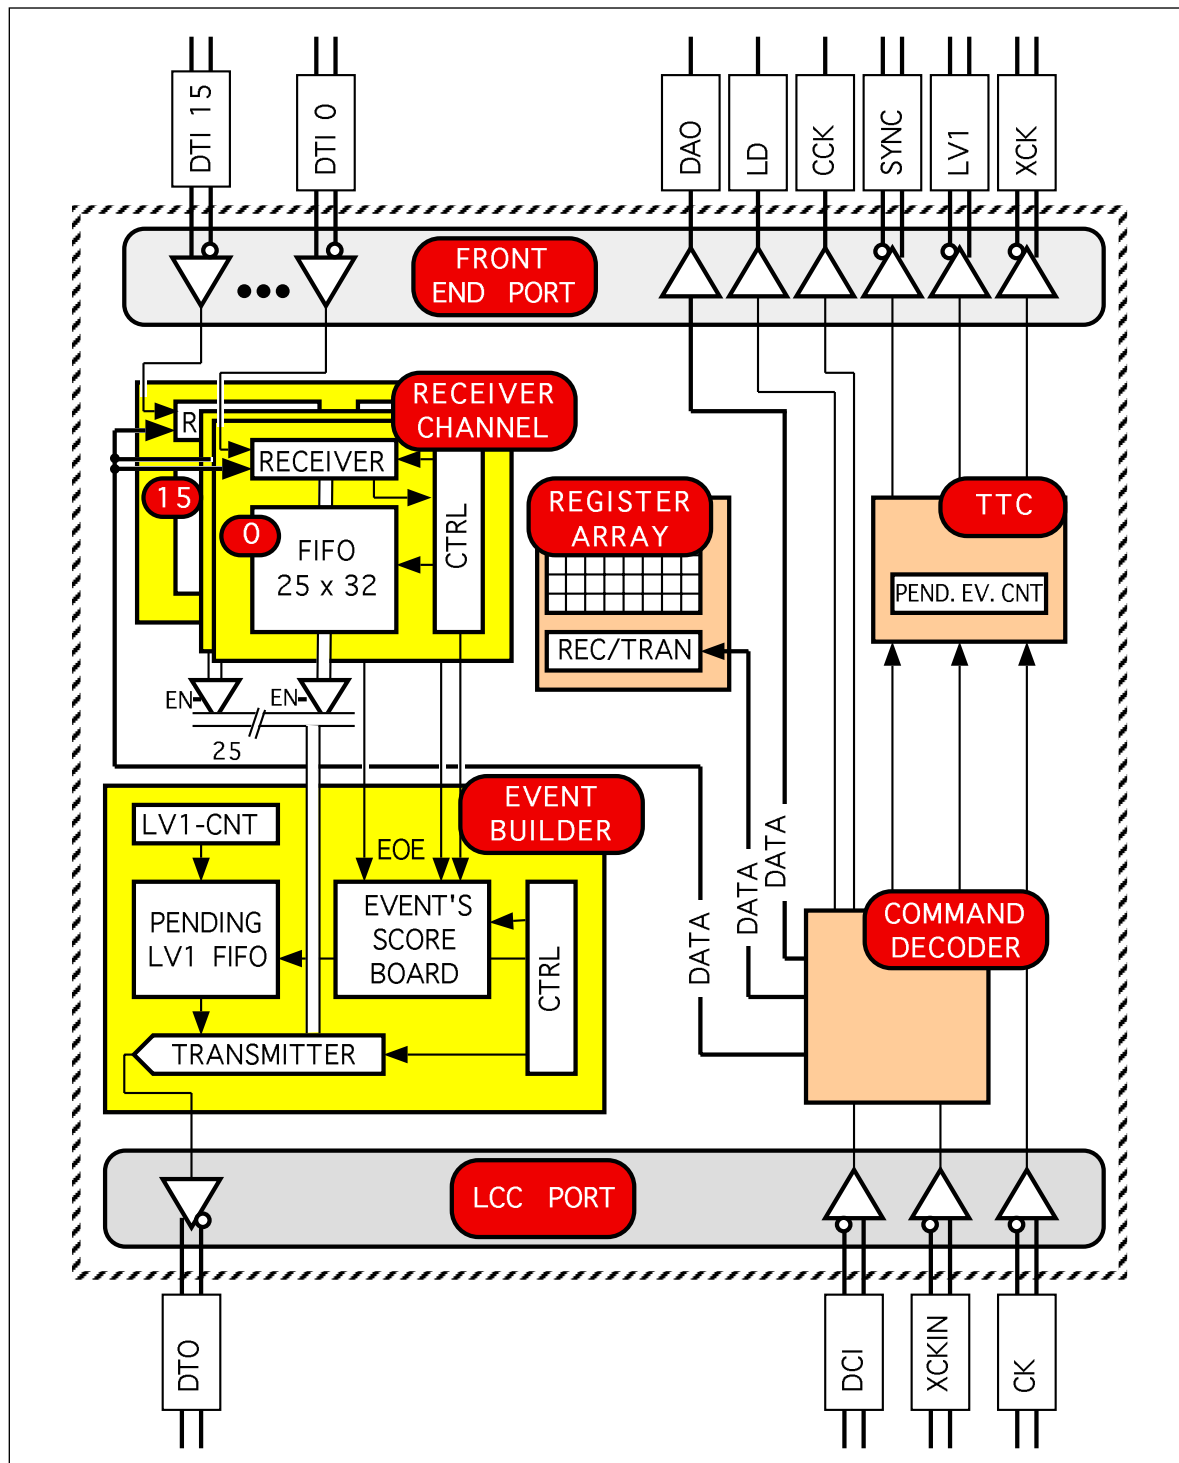 DTI 15
DTI 0
DAO
LD
CCK
SYNC
LV1
XCK
FRONT
END PORT
RECEIVER
CHANNEL
R
RECEIVER
15
0
FIFO
25 x 32
CTRL
REGISTER
ARRAY
REC/TRAN
TTC
PEND. EV. CNT
EN
EN
25
EVENT
BUILDER
LV1-CNT
EOE
PENDING
LV1 FIFO
EVENT'S
SCORE
BOARD
CTRL
TRANSMITTER
DATA
DATA
DATA
COMMAND
DECODER
LCC PORT
DTO
DCI
XCKIN
CK